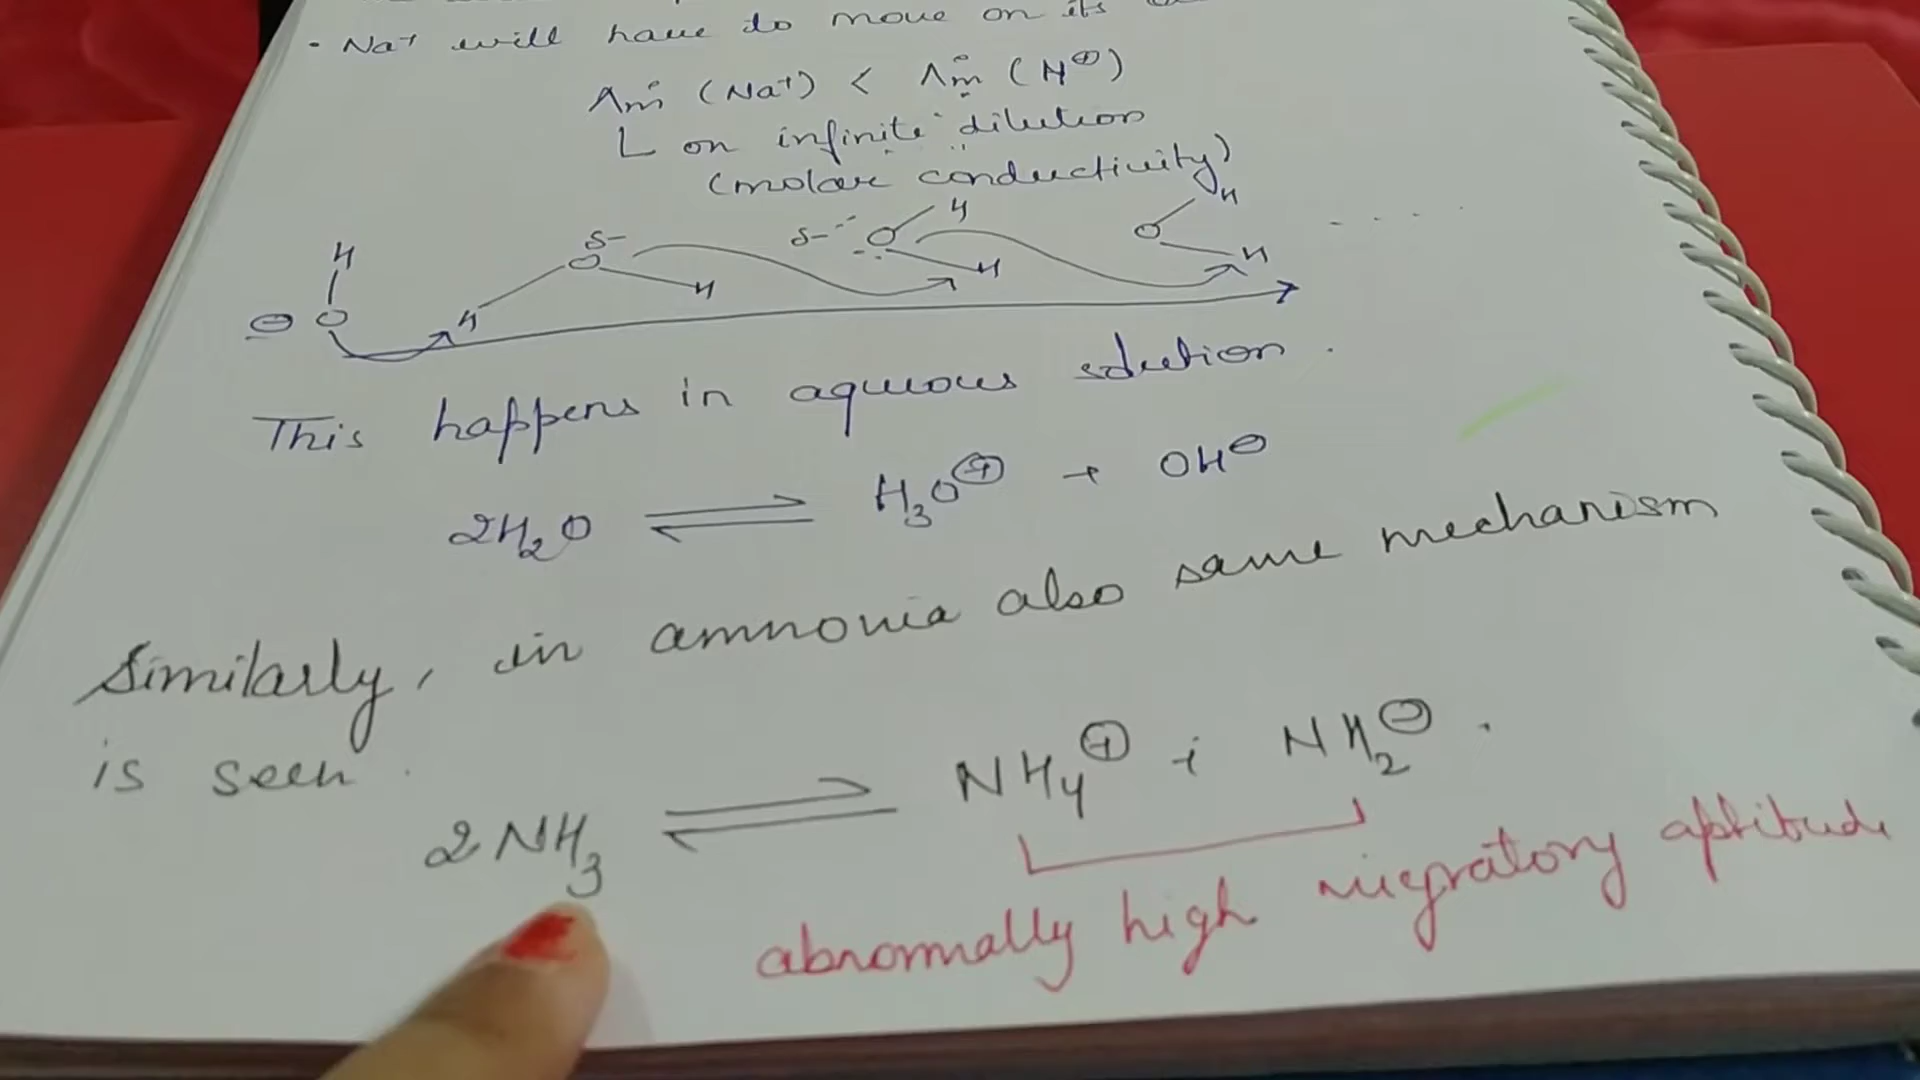 • Na⁺ will have to move on its
Λm° (Na⁺) < Λm° (H⊕)
L on infinite dilution
(molar conductivity)
H δ- δ- H H
⊖ O H O H O H O H
This happens in aqueous solution.
2H₂O ⇌ H₃O⊕ + OH⊖
Similarly, in ammonia also same mechanism
is seen.
2NH₃ ⇌ NH₄⊕ + NH₂⊖.
abnormally high migratory aptitude